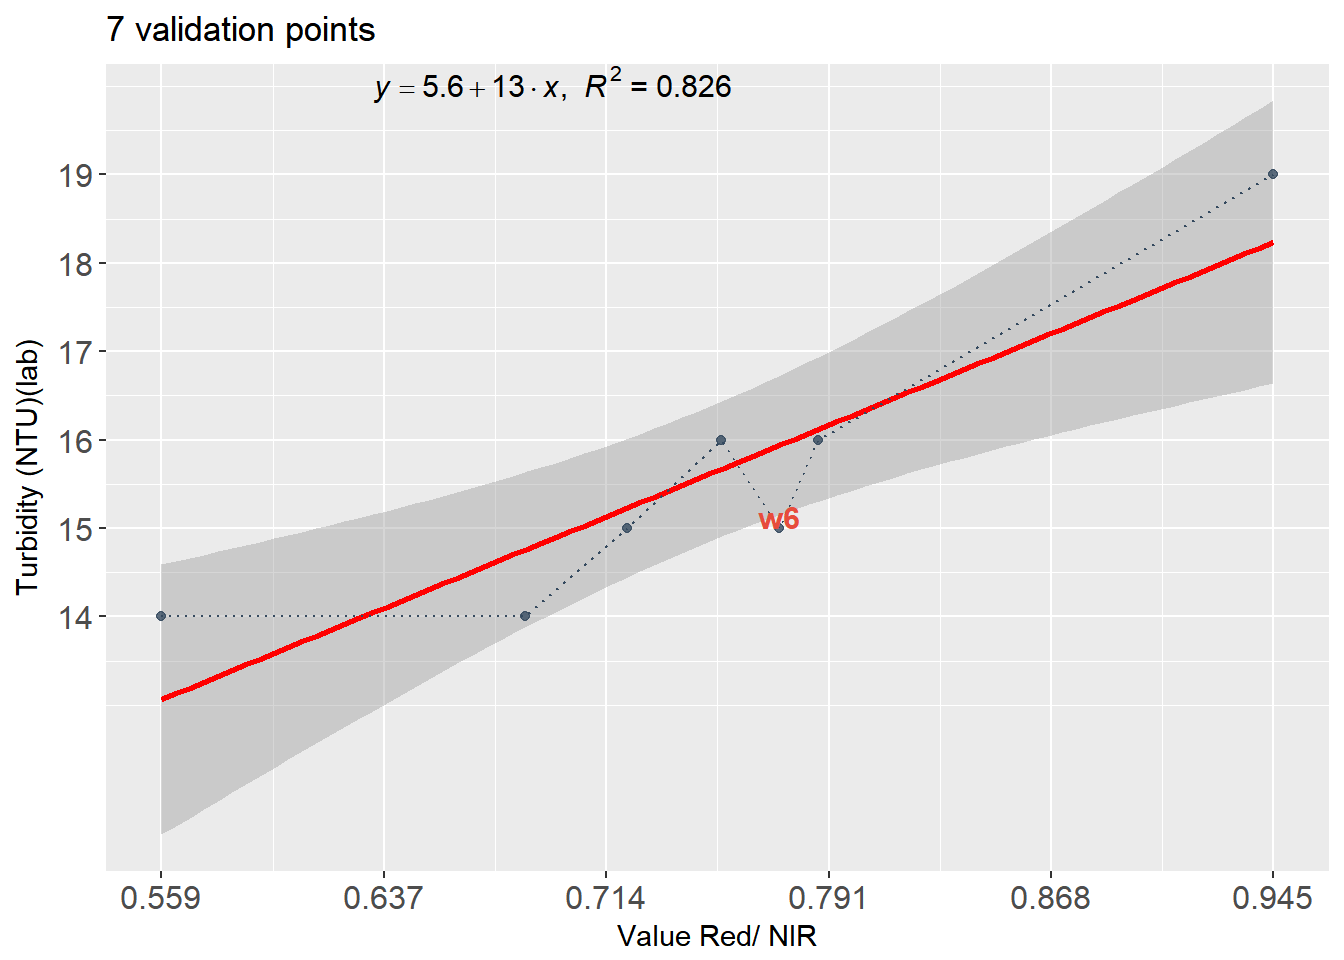 7 validation points
y = 5.6 + 13 · x, R² = 0.826
19
18
17
16
15
14
w6
Turbidity (NTU)(lab)
0.559 0.637 0.714 0.791 0.868 0.945
Value Red/ NIR